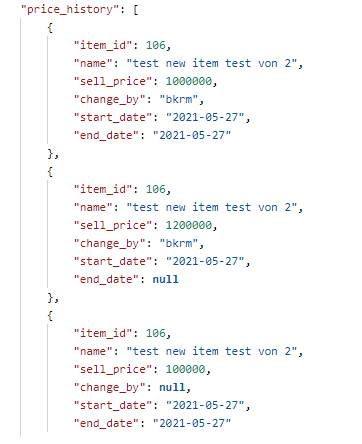 "price_history": [
{
"item_id": 106,
"name": "test new item test von 2",
"sell_price": 1000000,
"change_by": "bkrm",
"start_date": "2021-05-27",
"end_date": "2021-05-27"
},
{
"item_id": 106,
"name": "test new item test von 2",
"sell_price": 1200000,
"change_by": "bkrm",
"start_date": "2021-05-27",
"end_date": null
},
{
"item_id": 106,
"name": "test new item test von 2",
"sell_price": 100000,
"change_by": null,
"start_date": "2021-05-27",
"end_date": "2021-05-27"